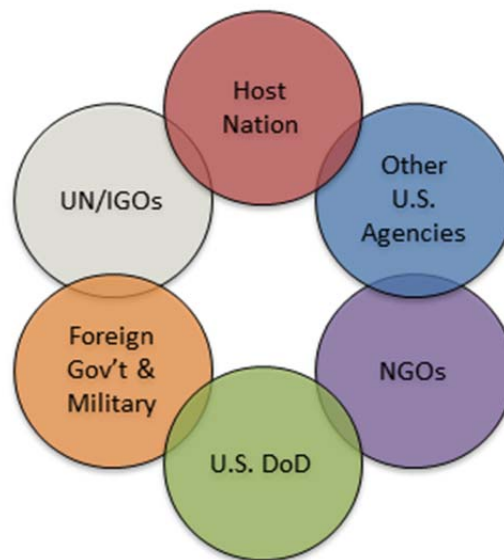 Host
Nation
Other
U.S.
Agencies
NGOs
U.S. DoD
Foreign
Gov't &
Military
UN/IGOs